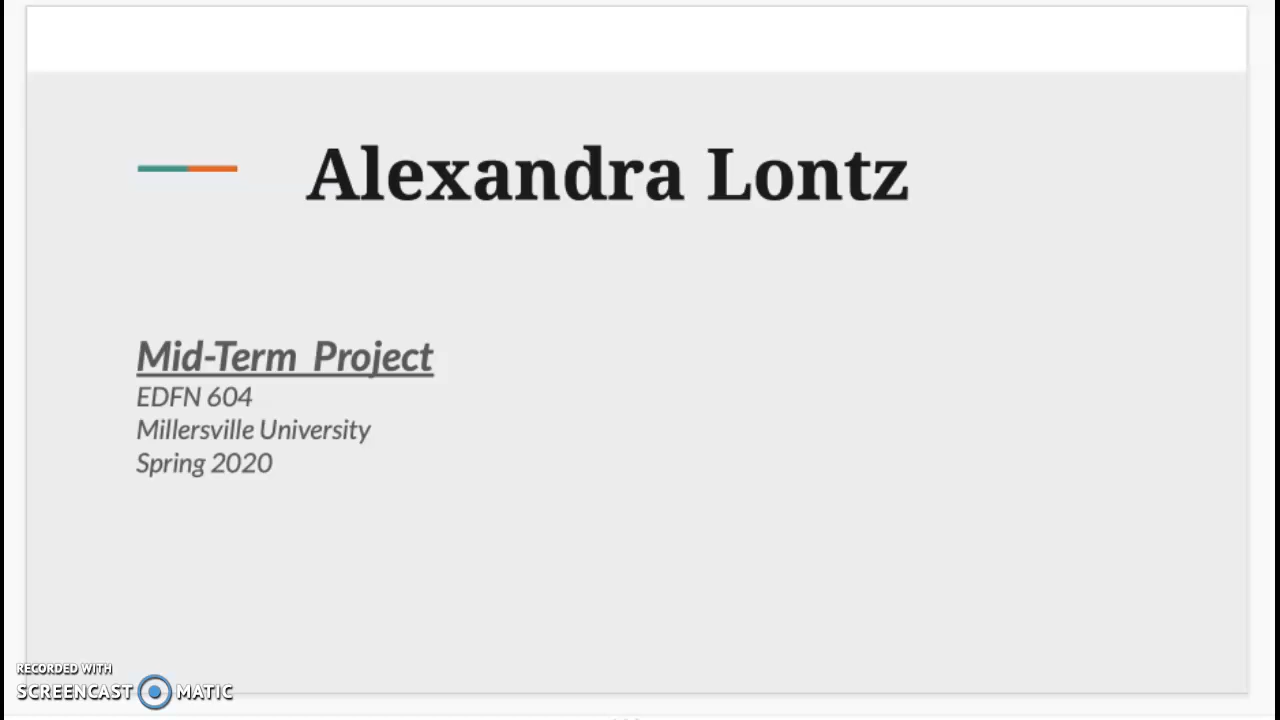 Alexandra Lontz
Mid-Term Project
EDFN 604
Millersville University
Spring 2020
RECORDED WITH
SCREENCAST MATIC